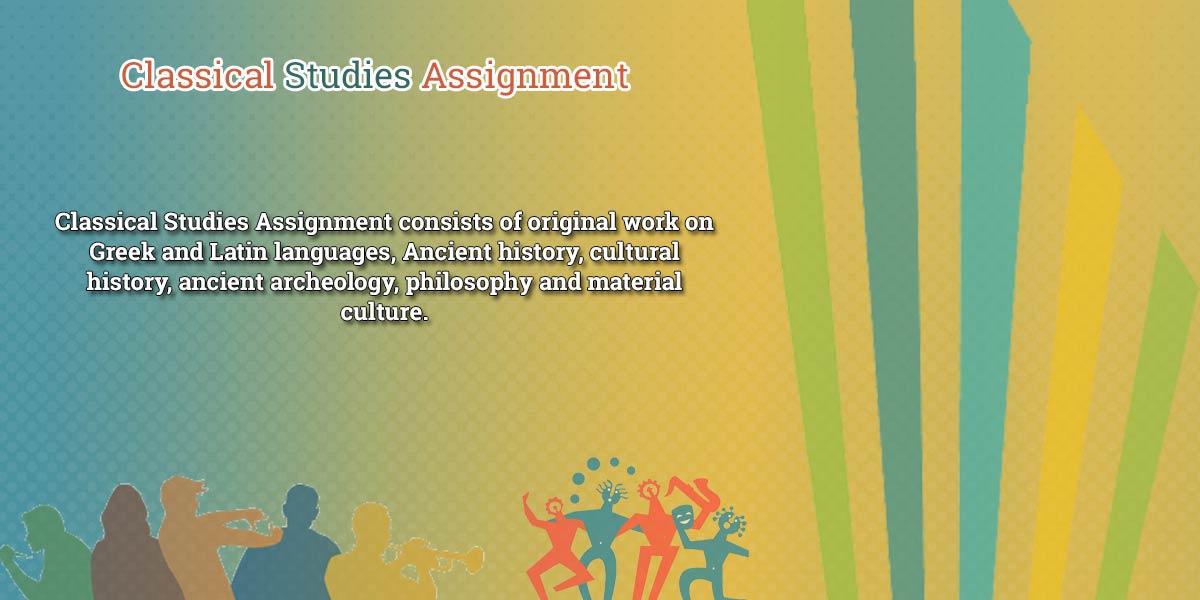 Classical Studies Assignment
Classical Studies Assignment consists of original work on
Greek and Latin languages, Ancient history, cultural
history, ancient archeology, philosophy and material
culture.